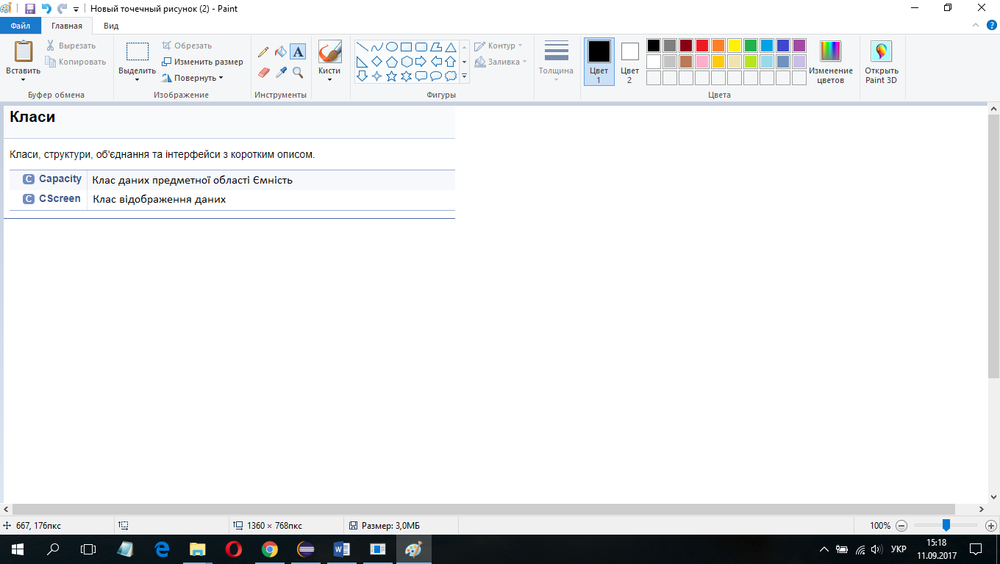 Новый точечный рисунок (2) - Paint
Файл Главная Вид
Вставить
Вырезать
Копировать
Буфер обмена
Выделить
Обрезать
Изменить размер
Повернуть
Изображение
A
Инструменты
Кисти
Контур
Заливка
Фигуры
Толщина
Цвет 1
Цвет 2
Изменение цветов
Цвета
Открыть Paint 3D
Класи
Класи, структури, об'єднання та інтерфейси з коротким описом.
C Capacity Клас даних предметної області Ємність
C CScreen Клас відображення даних
667, 176пкс 1360 × 768пкс Размер: 3,0МБ 100%
УКР 15:18
11.09.2017